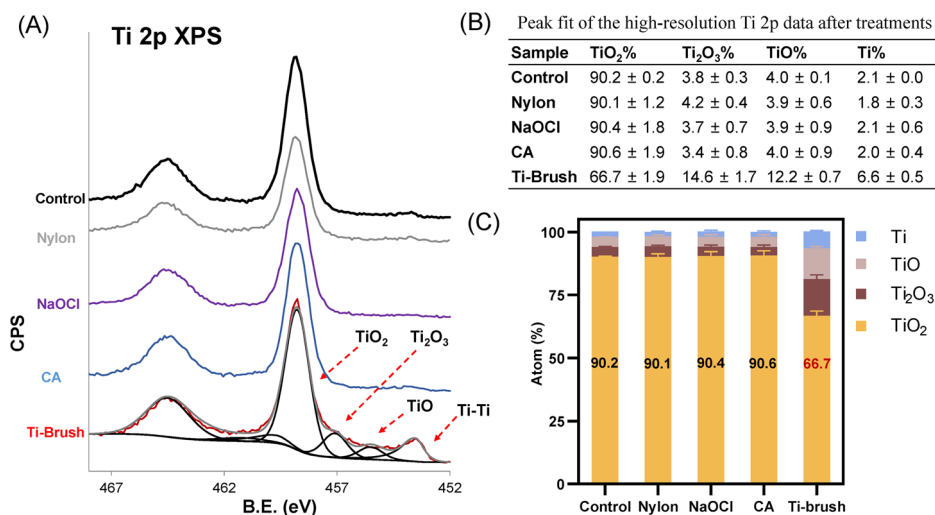 (A)
Ti 2p XPS
Control
Nylon
NaOCl
CA
Ti-Brush
TiO₂
Ti₂O₃
TiO
Ti-Ti
CPS
467 462 457 452
B.E. (eV)
(B)
Peak fit of the high-resolution Ti 2p data after treatments
Sample TiO₂% Ti₂O₃% TiO% Ti%
Control 90.2 ± 0.2 3.8 ± 0.3 4.0 ± 0.1 2.1 ± 0.0
Nylon 90.1 ± 1.2 4.2 ± 0.4 3.9 ± 0.6 1.8 ± 0.3
NaOCl 90.4 ± 1.8 3.7 ± 0.7 3.9 ± 0.9 2.1 ± 0.6
CA 90.6 ± 1.9 3.4 ± 0.8 4.0 ± 0.9 2.0 ± 0.4
Ti-Brush 66.7 ± 1.9 14.6 ± 1.7 12.2 ± 0.7 6.6 ± 0.5
(C)
Atom (%)
100
75
50
25
0
90.2 90.1 90.4 90.6 66.7
Control Nylon NaOCl CA Ti-brush
Ti
TiO
Ti₂O₃
TiO₂